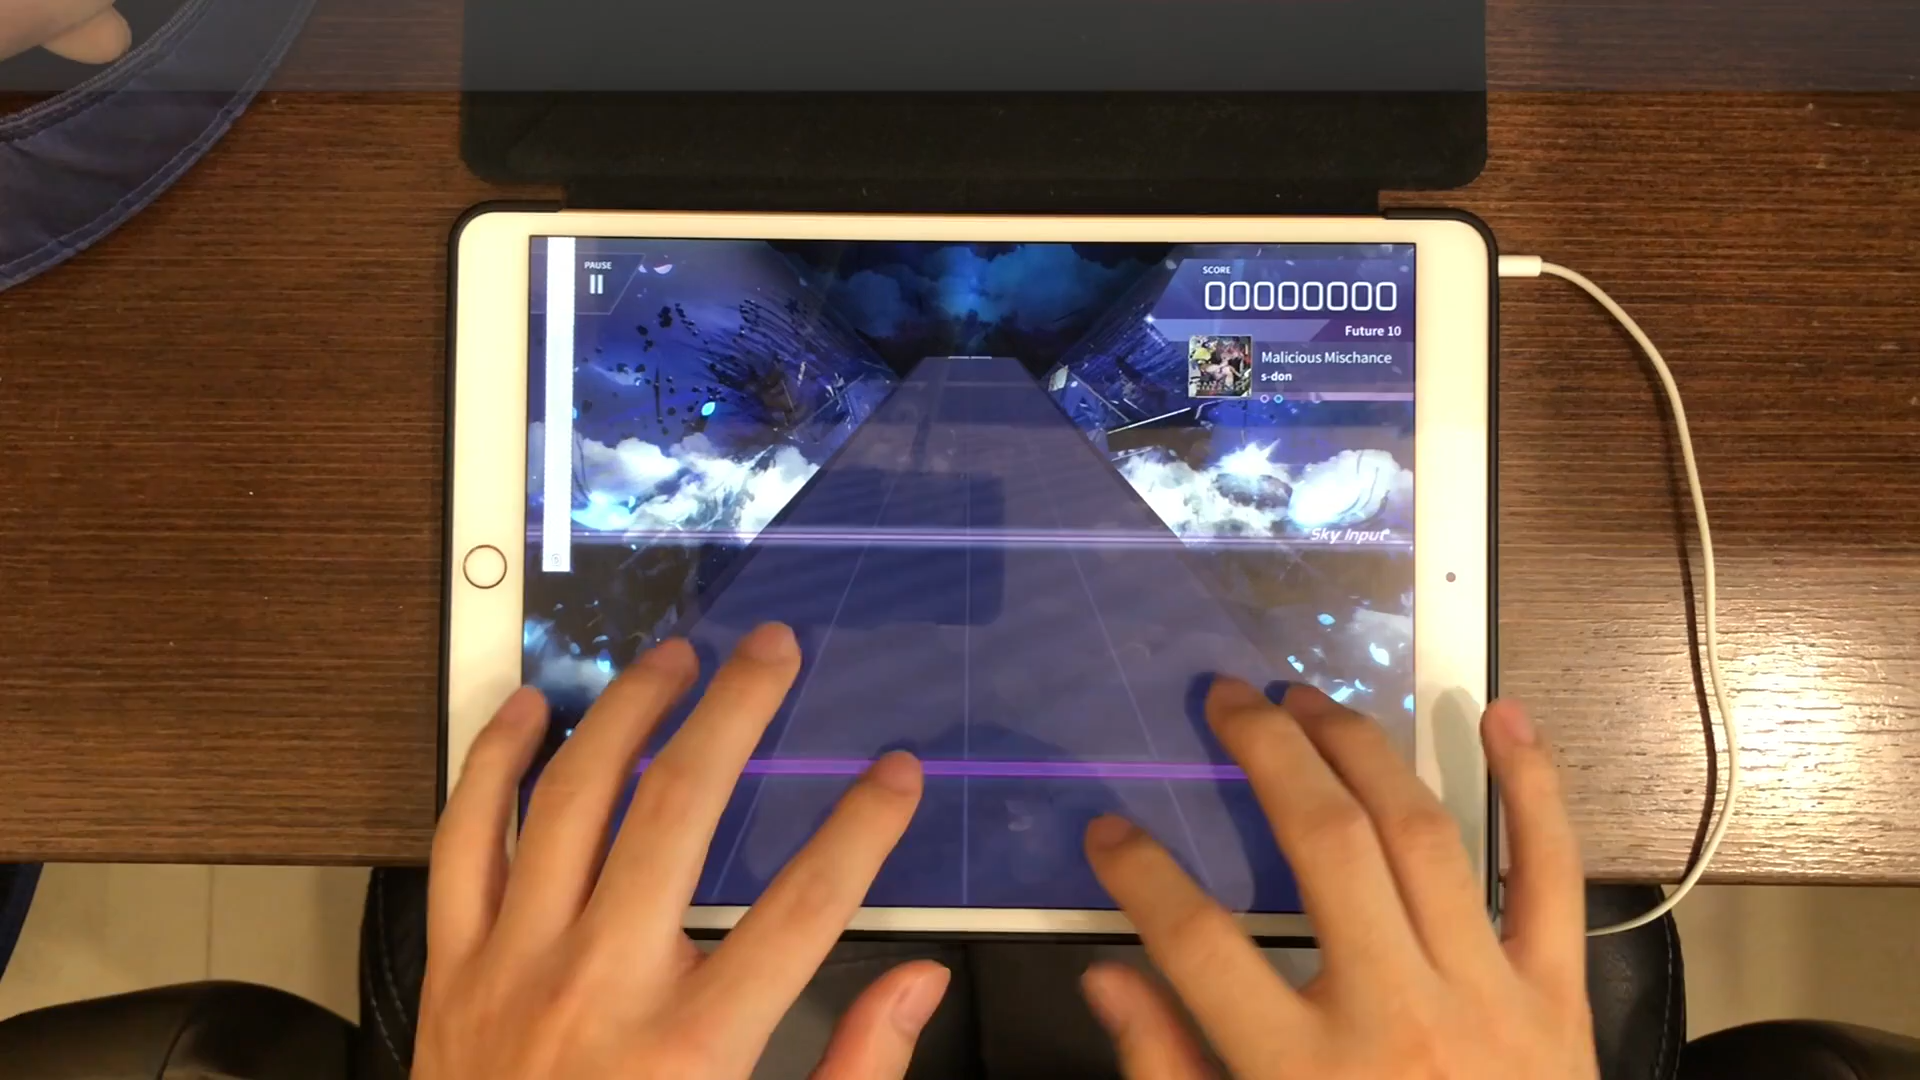 PAUSE
SCORE
00000000
Future 10
Malicious Mischance
s-don
Sky Input